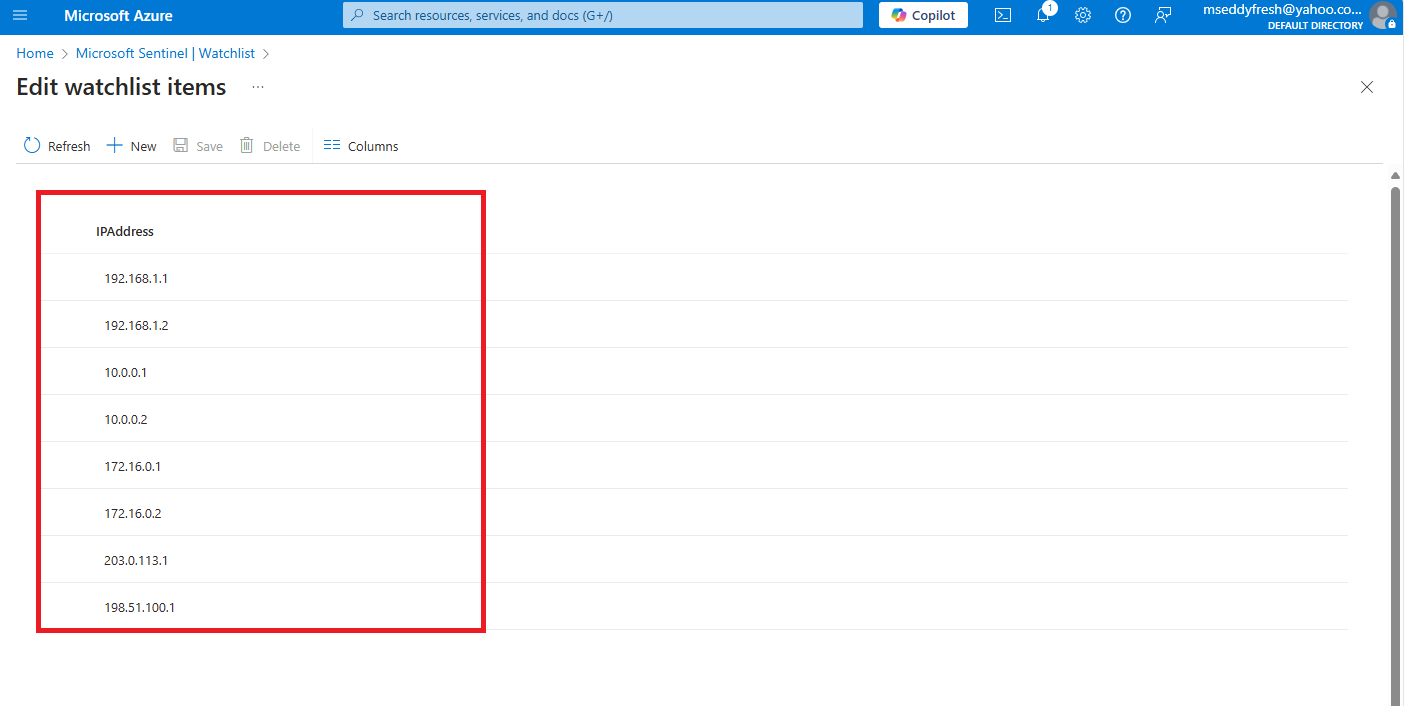 Microsoft Azure
Search resources, services, and docs (G+/)
Copilot
1
mseddyfresh@yahoo.co...
DEFAULT DIRECTORY
Home > Microsoft Sentinel | Watchlist >
Edit watchlist items ...
Refresh
New
Save
Delete
Columns
IPAddress
192.168.1.1
192.168.1.2
10.0.0.1
10.0.0.2
172.16.0.1
172.16.0.2
203.0.113.1
198.51.100.1